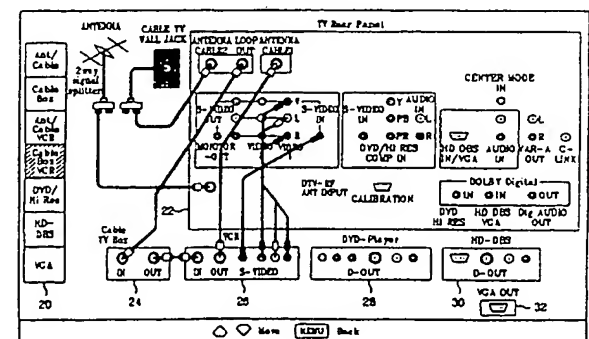 ANTENNA
CABLE TV
WALL JACK
2 way
signal
splitter
TV Rear Panel
ANTENNA LOOP ANTENNA
CABLE2 OUT CABLE1
CENTER MODE
IN
S-VIDEO
OUT
V
L
R
S-VIDEO
IN
MONITOR
-OUT
VIDEO VIDEO
S-VIDEO
IN
Y AUDIO
IN
PB L
PR R
DVD/HI RES
COMP IN
HD DBS
IN/VGA
AUDIO
IN
L
R
VAR-A
OUT
C-
LINK
DTV-RF
ANT INPUT
CALIBRATION
DOLBY Digital
IN IN OUT
DVD
HI RES
HD DBS
VGA
Dig AUDIO
OUT
Ant/
Cable
Cable
Box
Ant/
Cable
VCR
Cable
Box
VCR
DVD/
Hi Res
HD-
DBS
VGA
20
22
Cable
TV Box
IN OUT
24
VCR
IN OUT S-VIDEO
26
DVD-Player
D-OUT
28
HD-DBS
D-OUT
30
VGA OUT
32
Move MENU Back